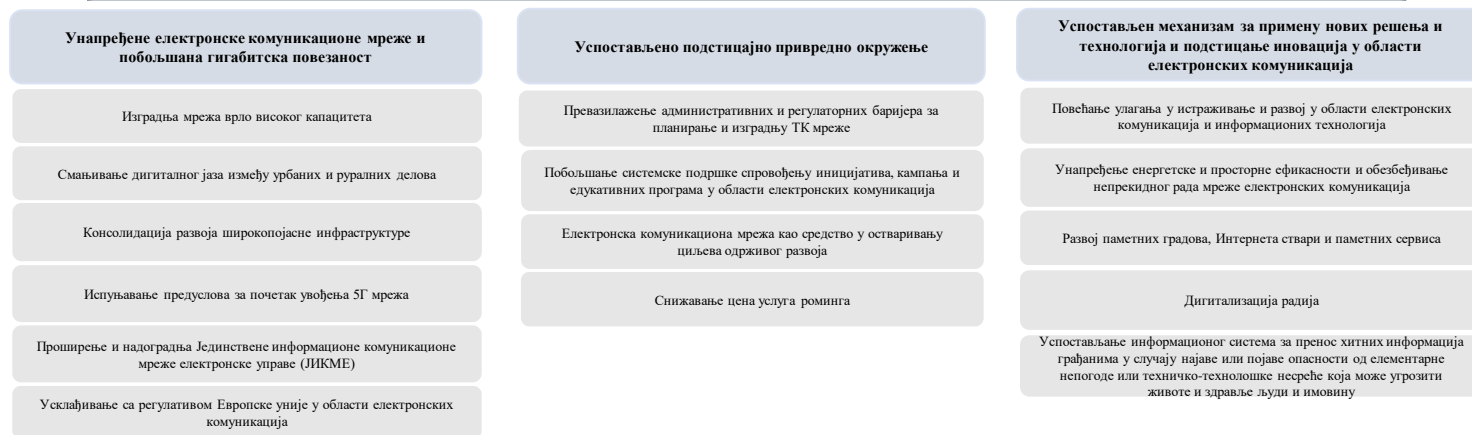 Унапређене електронске комуникационе мреже и
побољшана гигабитска повезаност
Изградња мрежа врло високог капацитета
Смањивање дигиталног јаза између урбаних и руралних делова
Консолидација развоја широкопојасне инфраструктуре
Испуњавање предуслова за почетак увођења 5Г мрежа
Проширење и надоградња Јединствене информационе комуникационе
мреже електронске управе (ЈИКМЕ)
Усклађивање са регулативом Европске уније у области електронских
комуникација
Успостављено подстицајно привредно окружење
Превазилажење административних и регулаторних баријера за
планирање и изградњу ТК мреже
Побољшање системске подршке спровођењу иницијатива, кампања и
едукативних програма у области електронских комуникација
Електронска комуникациона мрежа као средство у остваривању
циљева одрживог развоја
Снижавање цена услуга роминга
Успостављен механизам за примену нових решења и
технологија и подстицање иновација у области
електронских комуникација
Повећање улагања у истраживање и развој у области електронских
комуникација и информационих технологија
Унапређење енергетске и просторне ефикасности и обезбеђивање
непрекидног рада мреже електронских комуникација
Развој паметних градова, Интернета ствари и паметних сервиса
Дигитализација радија
Успостављање информационог система за пренос хитних информација
грађанима у случају најаве или појаве опасности од елементарне
непогоде или техничко-технолошке несреће која може угрозити
животе и здравље људи и имовину